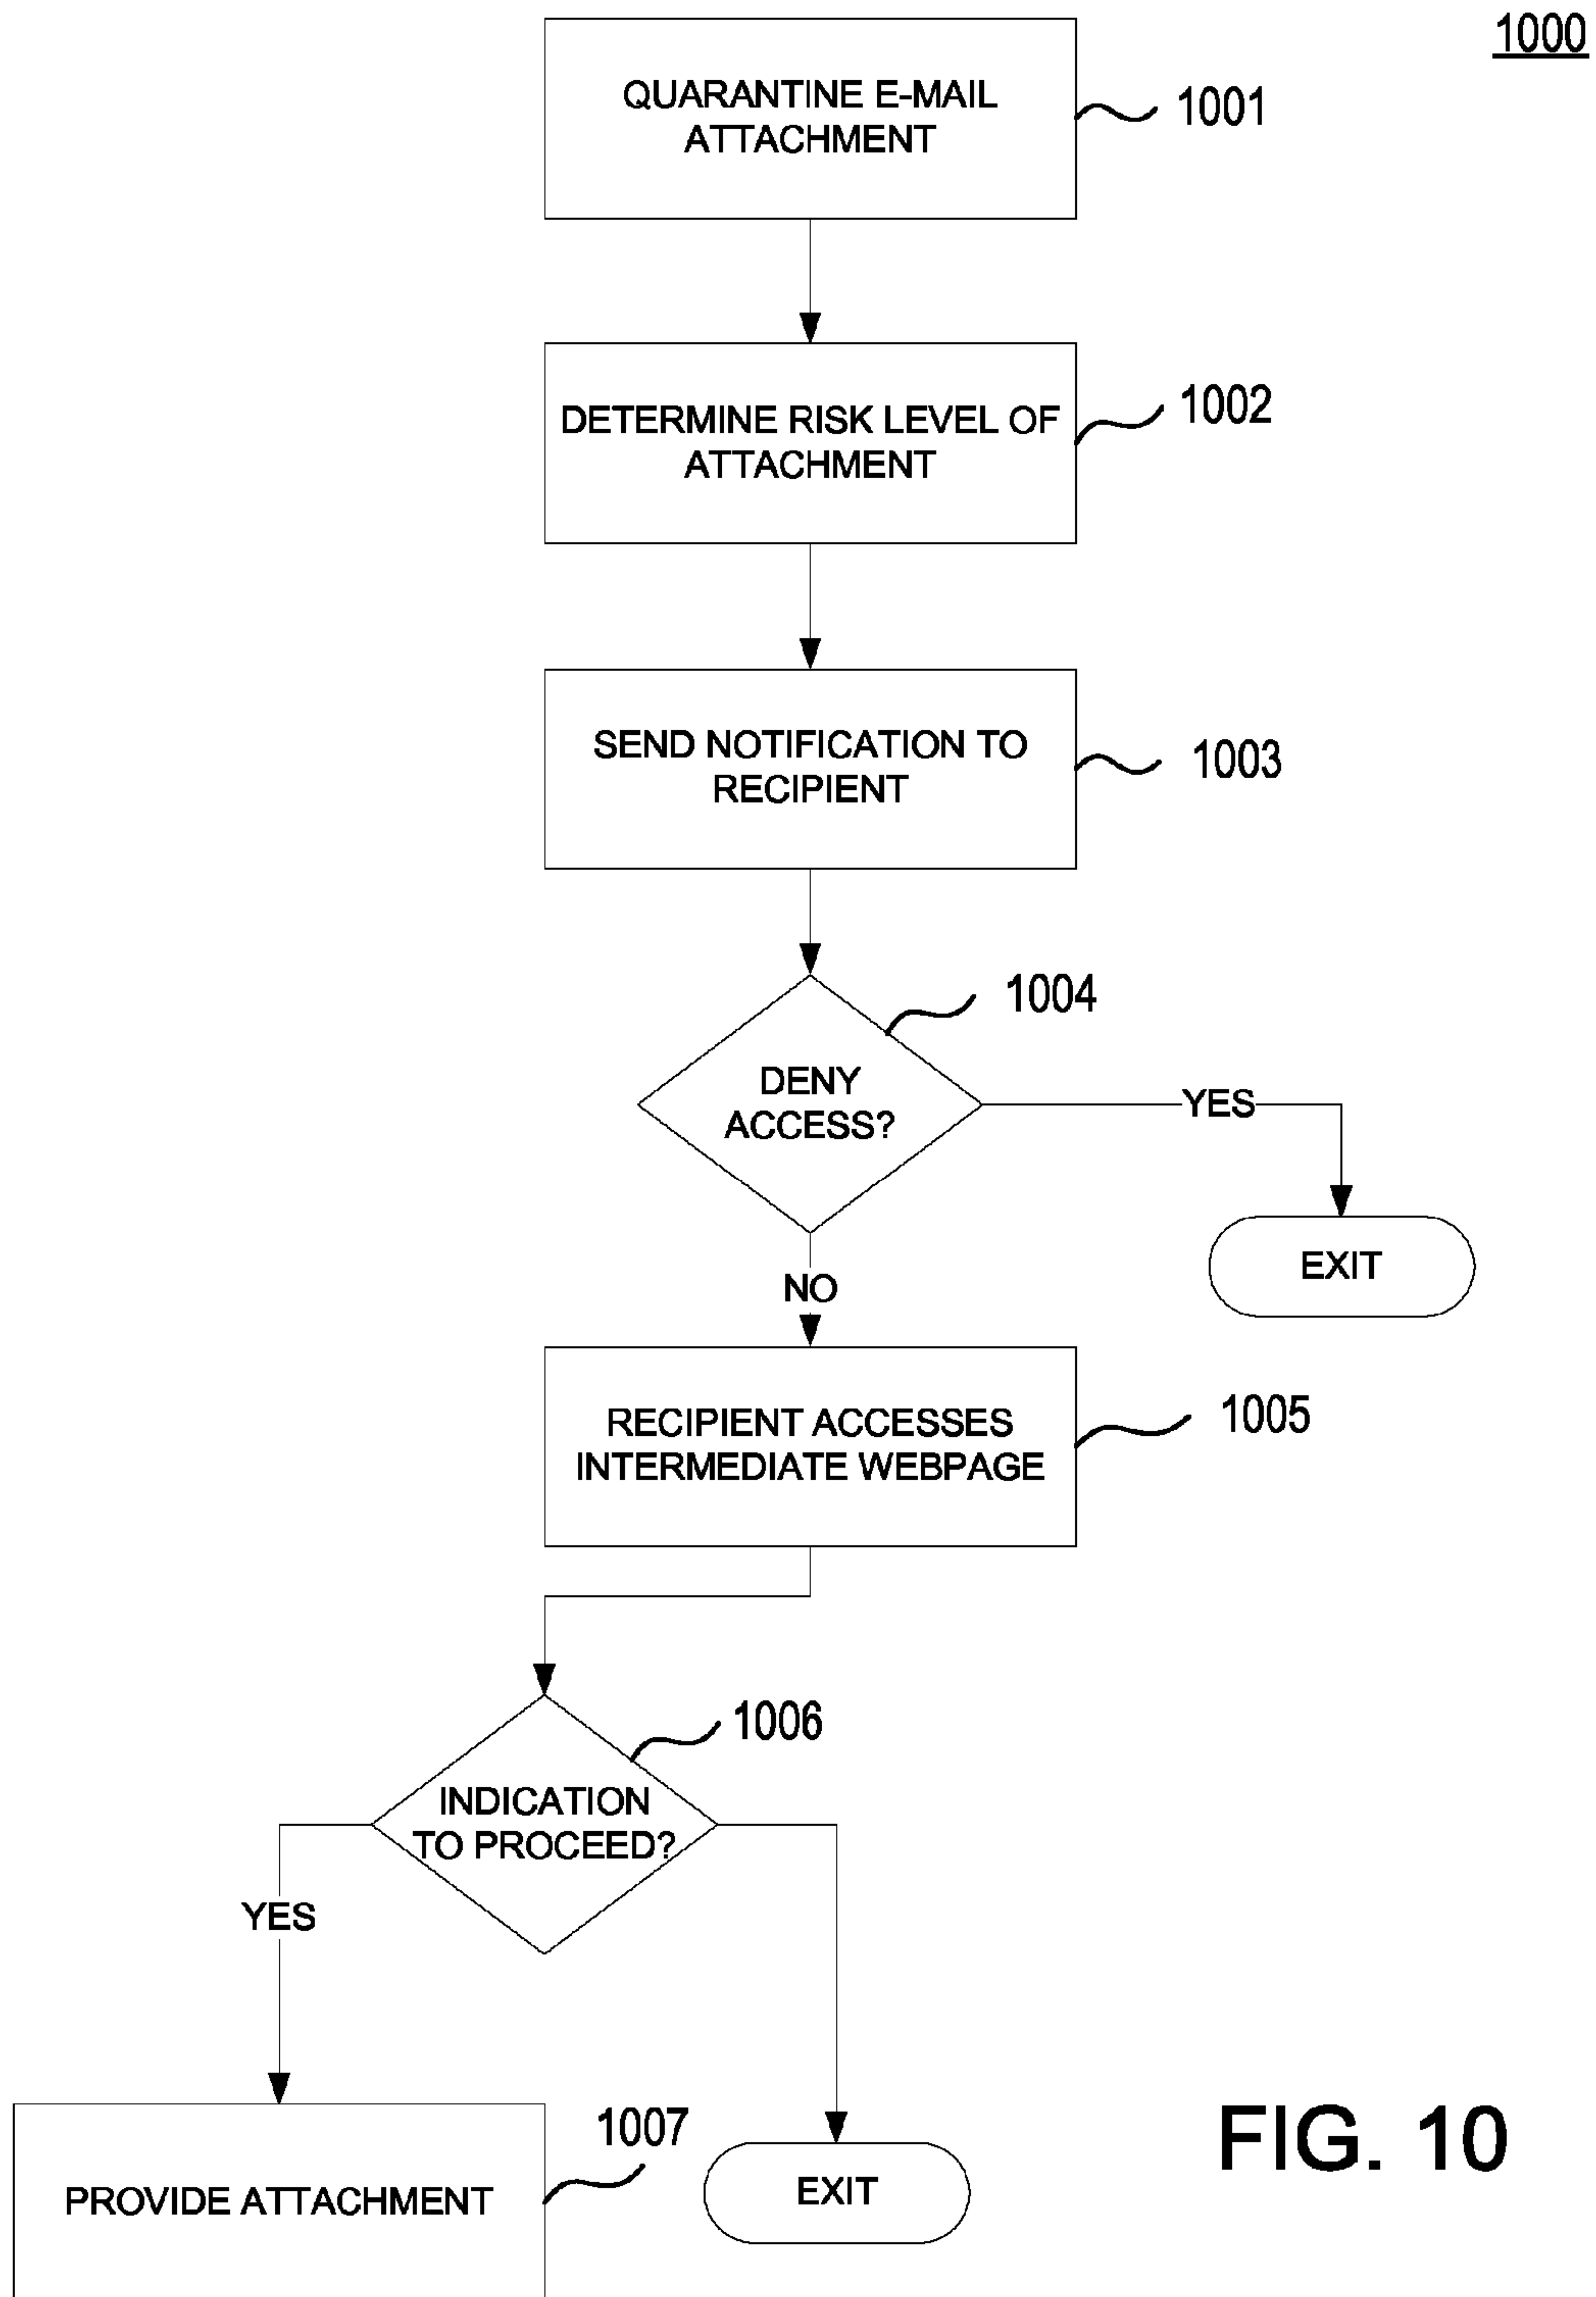 1000
QUARANTINE E-MAIL
ATTACHMENT
1001
DETERMINE RISK LEVEL OF
ATTACHMENT
1002
SEND NOTIFICATION TO
RECIPIENT
1003
1004
DENY
ACCESS?
YES
EXIT
NO
RECIPIENT ACCESSES
INTERMEDIATE WEBPAGE
1005
1006
INDICATION
TO PROCEED?
YES
1007
PROVIDE ATTACHMENT
EXIT
FIG. 10